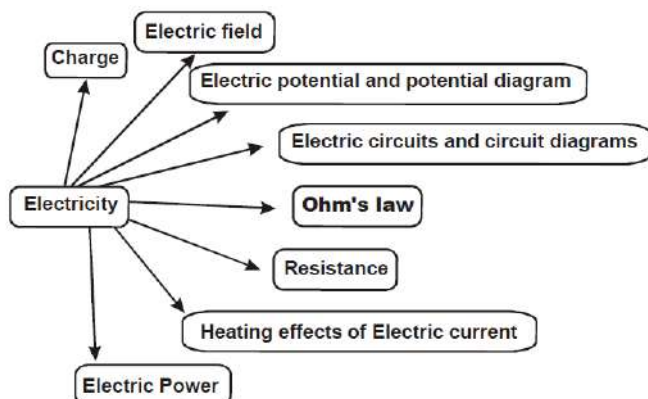 Electric field
Charge
Electric potential and potential diagram
Electric circuits and circuit diagrams
Electricity
Ohm's law
Resistance
Heating effects of Electric current
Electric Power